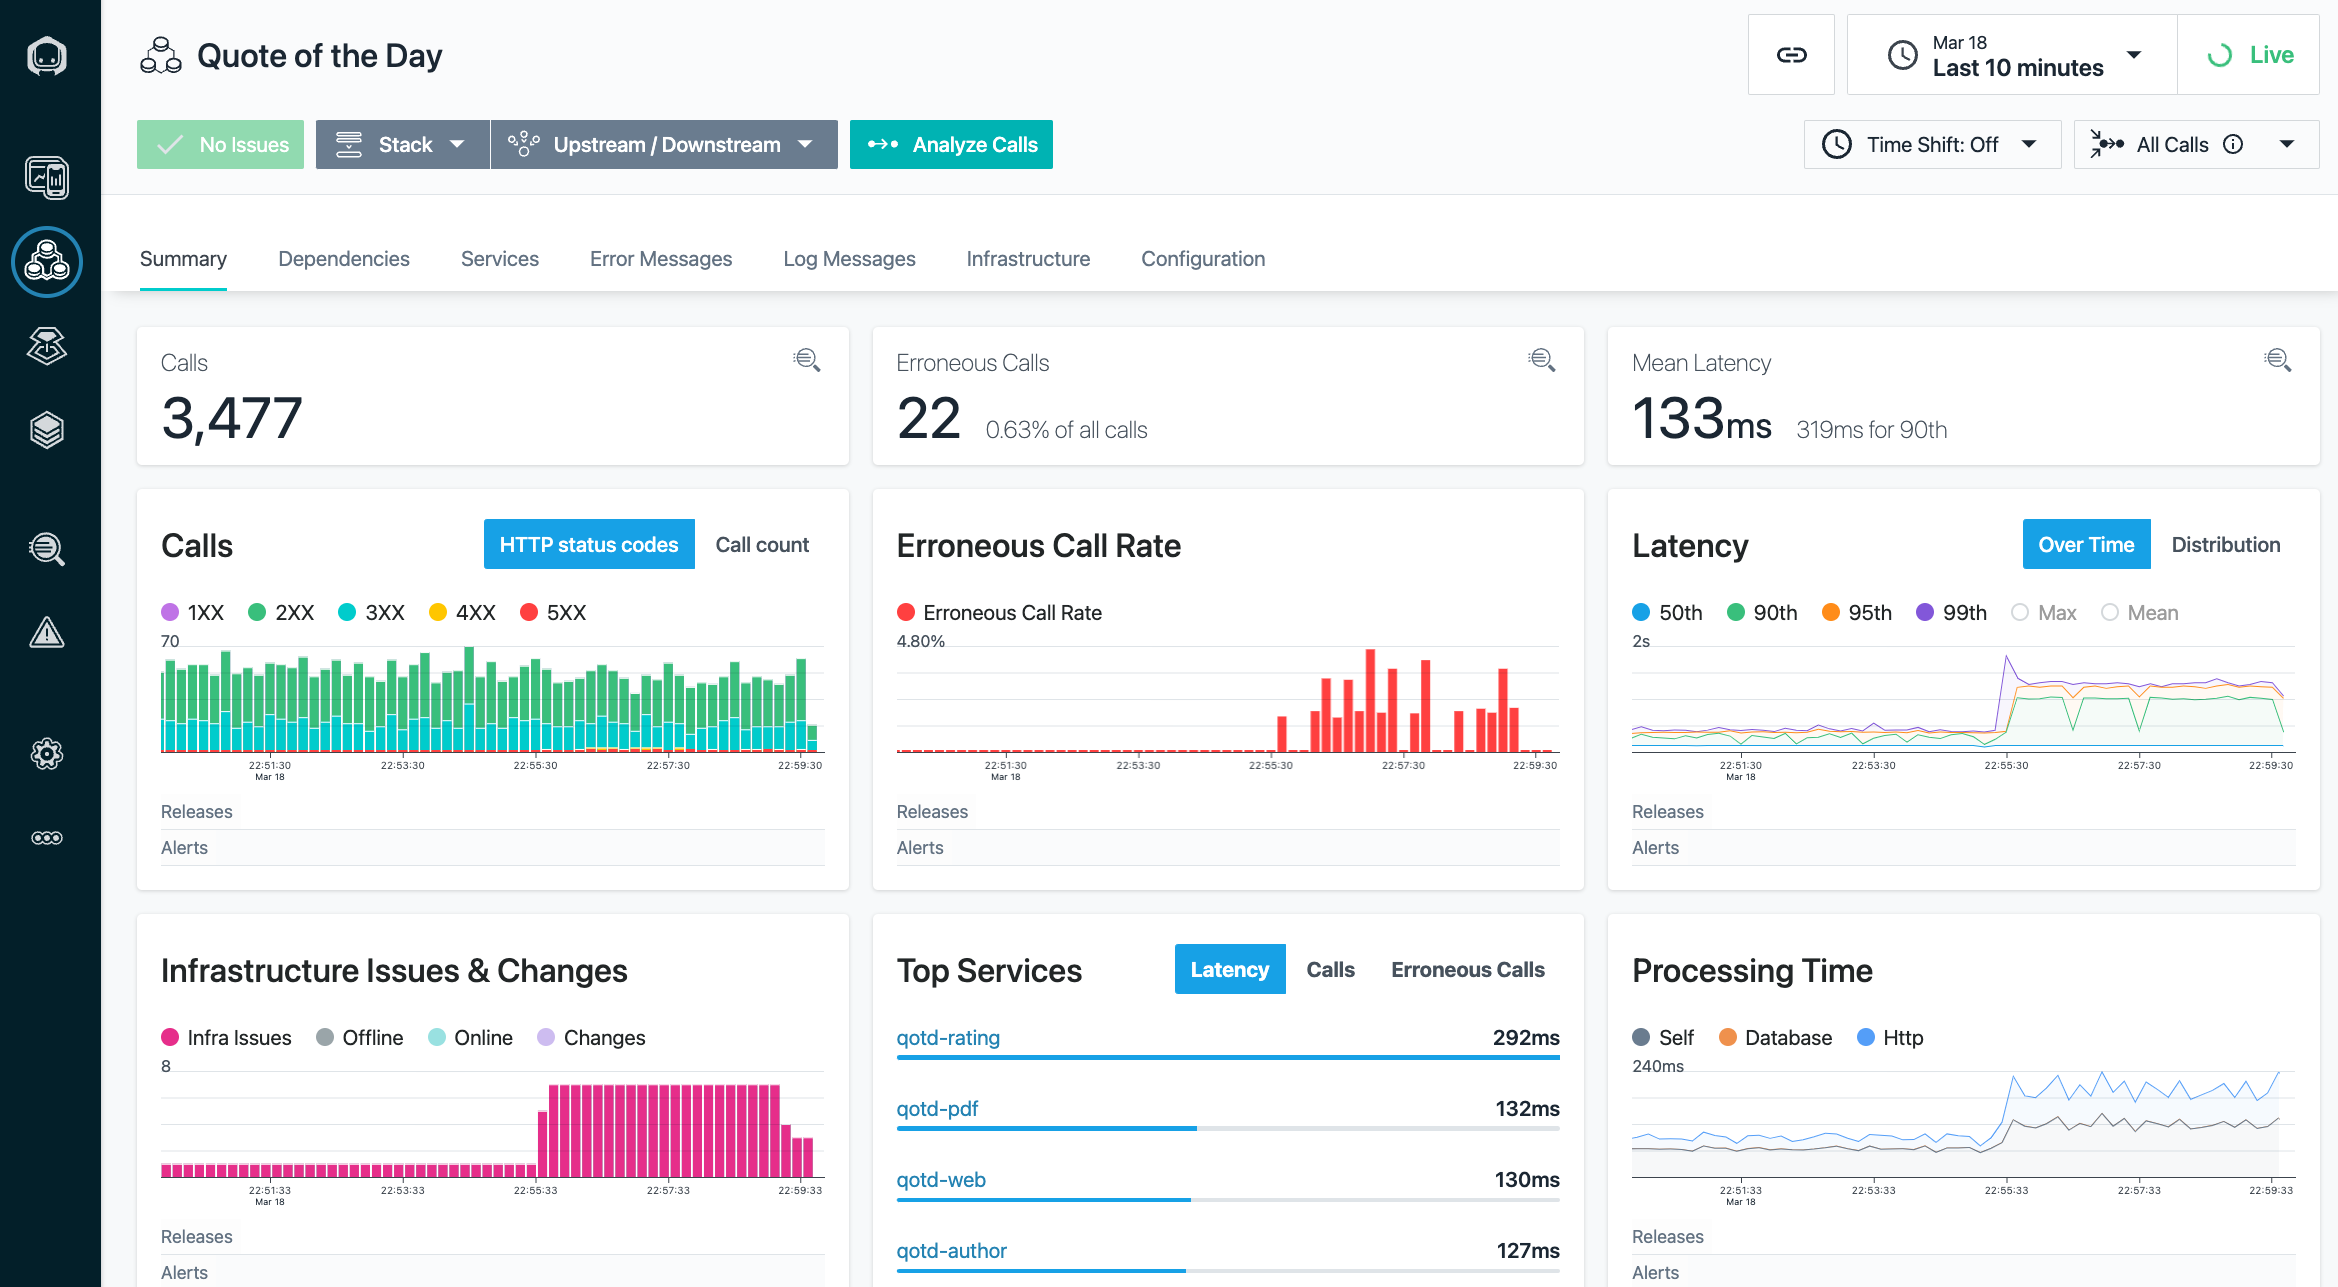 Quote of the Day
Mar 18
Last 10 minutes
Live
No Issues
Stack
Upstream / Downstream
Analyze Calls
Time Shift: Off
All Calls
Summary
Dependencies
Services
Error Messages
Log Messages
Infrastructure
Configuration
Calls
3,477
Erroneous Calls
22 0.63% of all calls
Mean Latency
133ms 319ms for 90th
Calls
HTTP status codes
Call count
1XX 2XX 3XX 4XX 5XX
70
22:51:30 22:53:30 22:55:30 22:57:30 22:59:30
Mar 18
Releases
Alerts
Erroneous Call Rate
Erroneous Call Rate
4.80%
22:51:30 22:53:30 22:55:30 22:57:30 22:59:30
Mar 18
Releases
Alerts
Latency
Over Time
Distribution
50th 90th 95th 99th Max Mean
2s
22:51:30 22:53:30 22:55:30 22:57:30 22:59:30
Mar 18
Releases
Alerts
Infrastructure Issues & Changes
Infra Issues Offline Online Changes
8
22:51:33 22:53:33 22:55:33 22:57:33 22:59:33
Mar 18
Releases
Alerts
Top Services
Latency
Calls
Erroneous Calls
qotd-rating 292ms
qotd-pdf 132ms
qotd-web 130ms
qotd-author 127ms
Processing Time
Self Database Http
240ms
22:51:33 22:53:33 22:55:33 22:57:33 22:59:33
Mar 18
Releases
Alerts